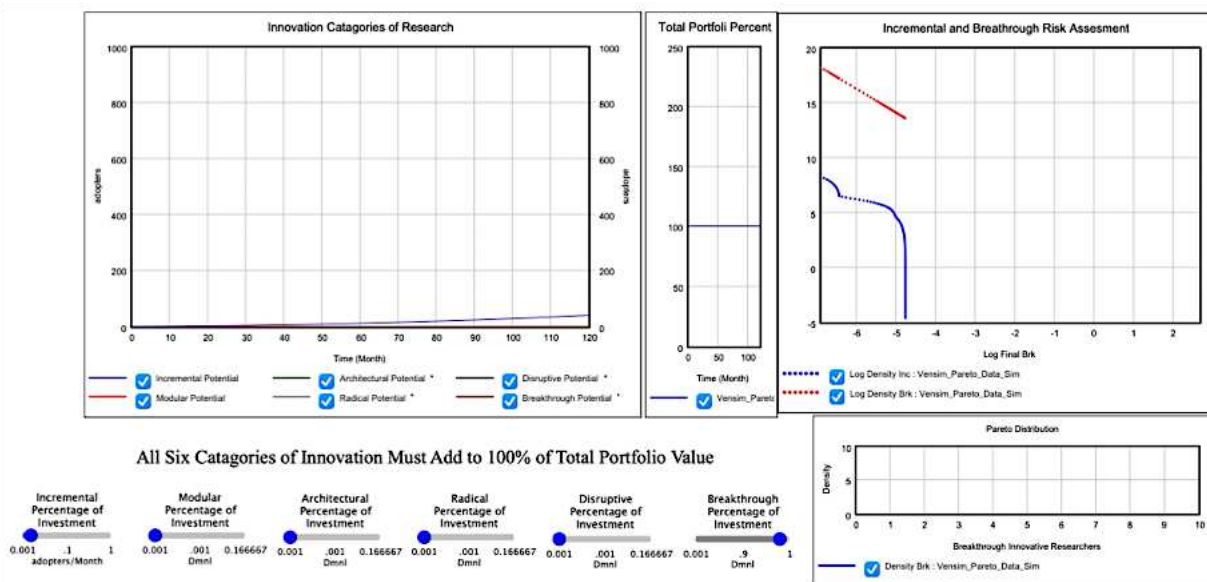 Innovation Catagories of Research
1000
800
600
400
200
0
adopters
1000
800
600
400
200
0
adopters
0 10 20 30 40 50 60 70 80 90 100 110 120
Time (Month)
Incremental Potential
Architectural Potential *
Disruptive Potential *
Modular Potential
Radical Potential *
Breakthrough Potential *
Total Portfoli Percent
250
200
150
100
50
0
0 50 100
Time (Month)
Vensim_Pareto
Incremental and Breathrough Risk Assesment
20
15
10
5
0
-5
-6 -5 -4 -3 -2 -1 0 1 2
Log Final Brk
Log Density Inc : Vensim_Pareto_Data_Sim
Log Density Brk : Vensim_Pareto_Data_Sim
All Six Catagories of Innovation Must Add to 100% of Total Portfolio Value
Incremental
Percentage of
Investment
0.001 .1 1
adopters/Month
Modular
Percentage of
Investment
0.001 .001 0.166667
Dmnl
Architectural
Percentage of
Investment
0.001 .001 0.166667
Dmnl
Radical
Percentage of
Investment
0.001 .001 0.166667
Dmnl
Disruptive
Percentage of
Investment
0.001 .001 0.166667
Dmnl
Breakthrough
Percentage of
Investment
0.001 .9 1
Dmnl
Pareto Distribution
10
5
0
Density
0 1 2 3 4 5 6 7 8 9 10
Breakthrough Innovative Researchers
Density Brk : Vensim_Pareto_Data_Sim